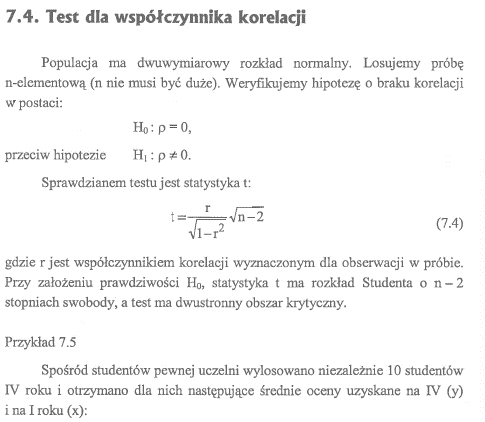 7.4. Test dla współczynnika korelacji
Populacja ma dwuwymiarowy rozkład normalny. Losujemy próbę
n-elementową (n nie musi być duże). Weryfikujemy hipotezę o braku korelacji
w postaci:
H₀ : ρ = 0,
przeciw hipotezie H₁ : ρ ≠ 0.
Sprawdzianem testu jest statystyka t:
t = r / √(1−r²) √(n−2) (7.4)
gdzie r jest współczynnikiem korelacji wyznaczonym dla obserwacji w próbie.
Przy założeniu prawdziwości H₀, statystyka t ma rozkład Studenta o n – 2
stopniach swobody, a test ma dwustronny obszar krytyczny.
Przykład 7.5
Spośród studentów pewnej uczelni wylosowano niezależnie 10 studentów
IV roku i otrzymano dla nich następujące średnie oceny uzyskane na IV (y)
i na I roku (x):